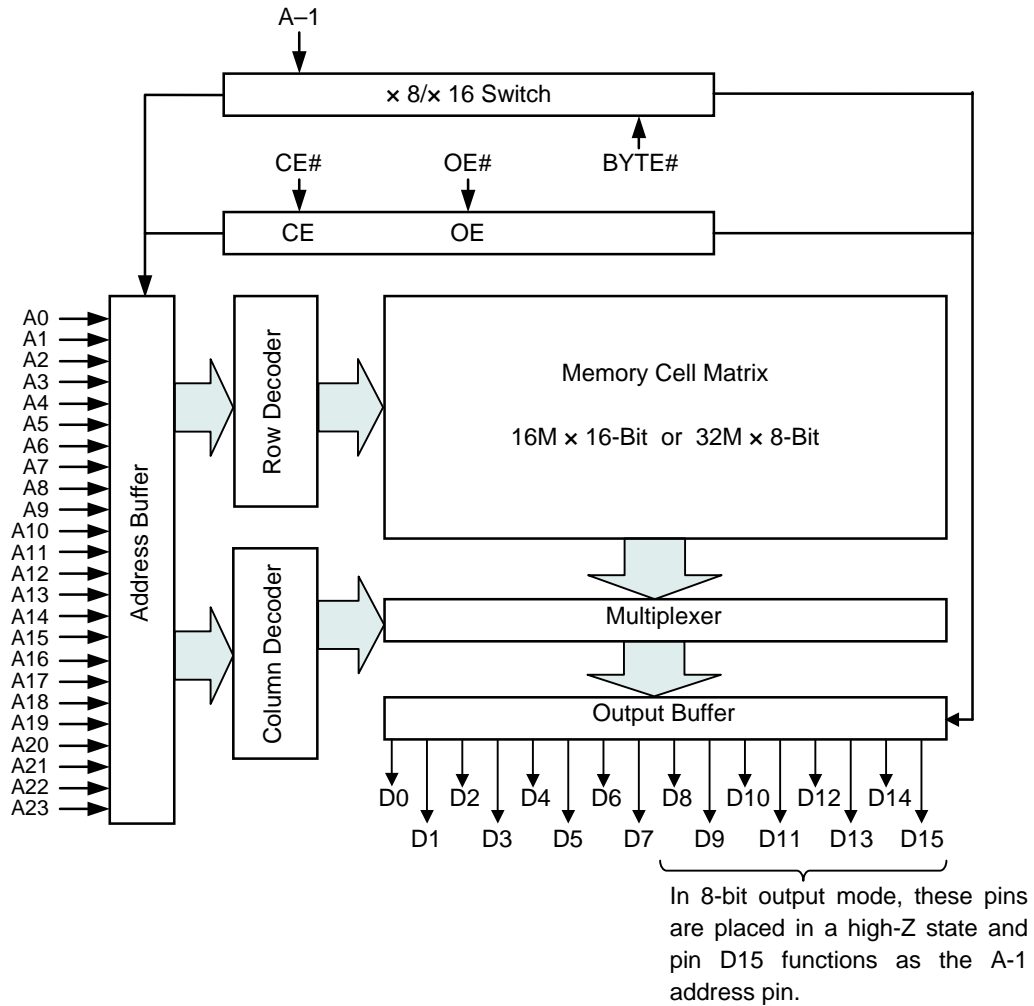 A–1
× 8/× 16 Switch
CE#
OE#
BYTE#
CE
OE
A0
A1
A2
A3
A4
A5
A6
A7
A8
A9
A10
A11
A12
A13
A14
A15
A16
A17
A18
A19
A20
A21
A22
A23
Address Buffer
Row Decoder
Column Decoder
Memory Cell Matrix
16M × 16-Bit or 32M × 8-Bit
Multiplexer
Output Buffer
D0 D2 D4 D6 D8 D10 D12 D14
D1 D3 D5 D7 D9 D11 D13 D15
In 8-bit output mode, these pins
are placed in a high-Z state and
pin D15 functions as the A-1
address pin.